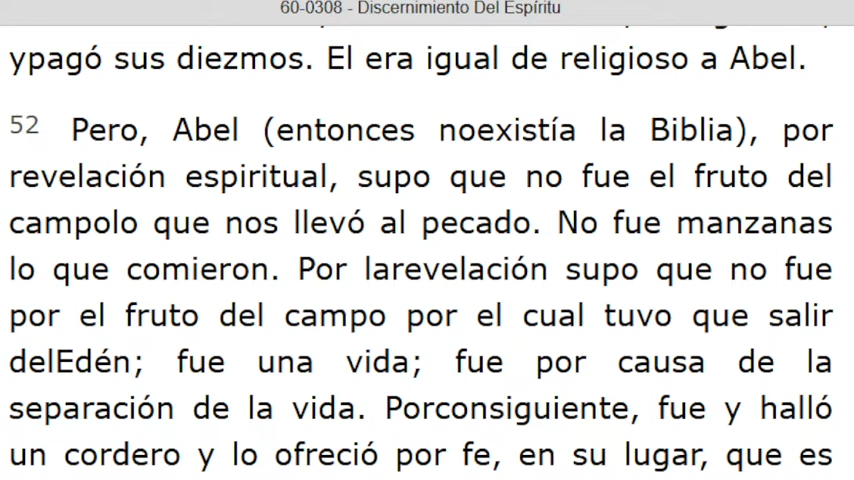 60-0308 - Discernimiento Del Espíritu
ypagó sus diezmos. El era igual de religioso a Abel.
52 Pero, Abel (entonces noexistía la Biblia), por
revelación espiritual, supo que no fue el fruto del
campolo que nos llevó al pecado. No fue manzanas
lo que comieron. Por larevelación supo que no fue
por el fruto del campo por el cual tuvo que salir
delEdén; fue una vida; fue por causa de la
separación de la vida. Porconsiguiente, fue y halló
un cordero y lo ofreció por fe, en su lugar, que es